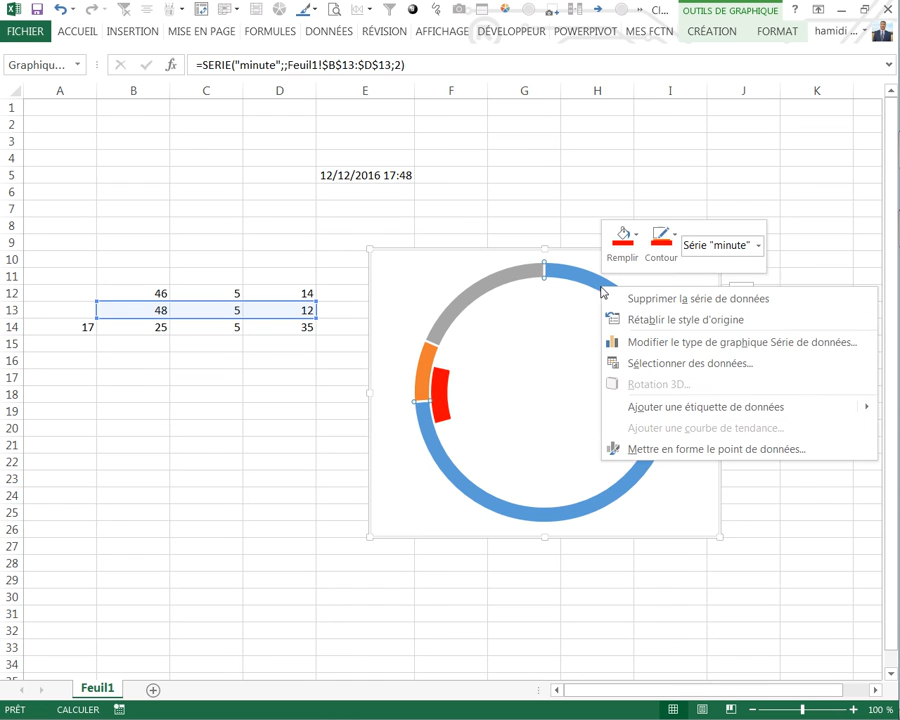 OUTILS DE GRAPHIQUE
Cl...
FICHIER ACCUEIL INSERTION MISE EN PAGE FORMULES DONNÉES RÉVISION AFFICHAGE DÉVELOPPEUR POWERPIVOT MES FCTN CRÉATION FORMAT hamidi ...
Graphiqu... fx =SERIE("minute";;Feuil1!$B$13:$D$13;2)
A B C D E F G H I J K
1
2
3
4
5 12/12/2016 17:48
6
7
8
9
10
11
12 46 5 14
13 48 5 12
14 17 25 5 35
15
16
17
18
19
20
21
22
23
24
25
26
27
28
29
30
31
32
33
34
Série "minute"
Remplir Contour
Supprimer la série de données
Rétablir le style d'origine
Modifier le type de graphique Série de données...
Sélectionner des données...
Rotation 3D...
Ajouter une étiquette de données
Ajouter une courbe de tendance...
Mettre en forme le point de données...
Feuil1
PRÊT CALCULER 100 %